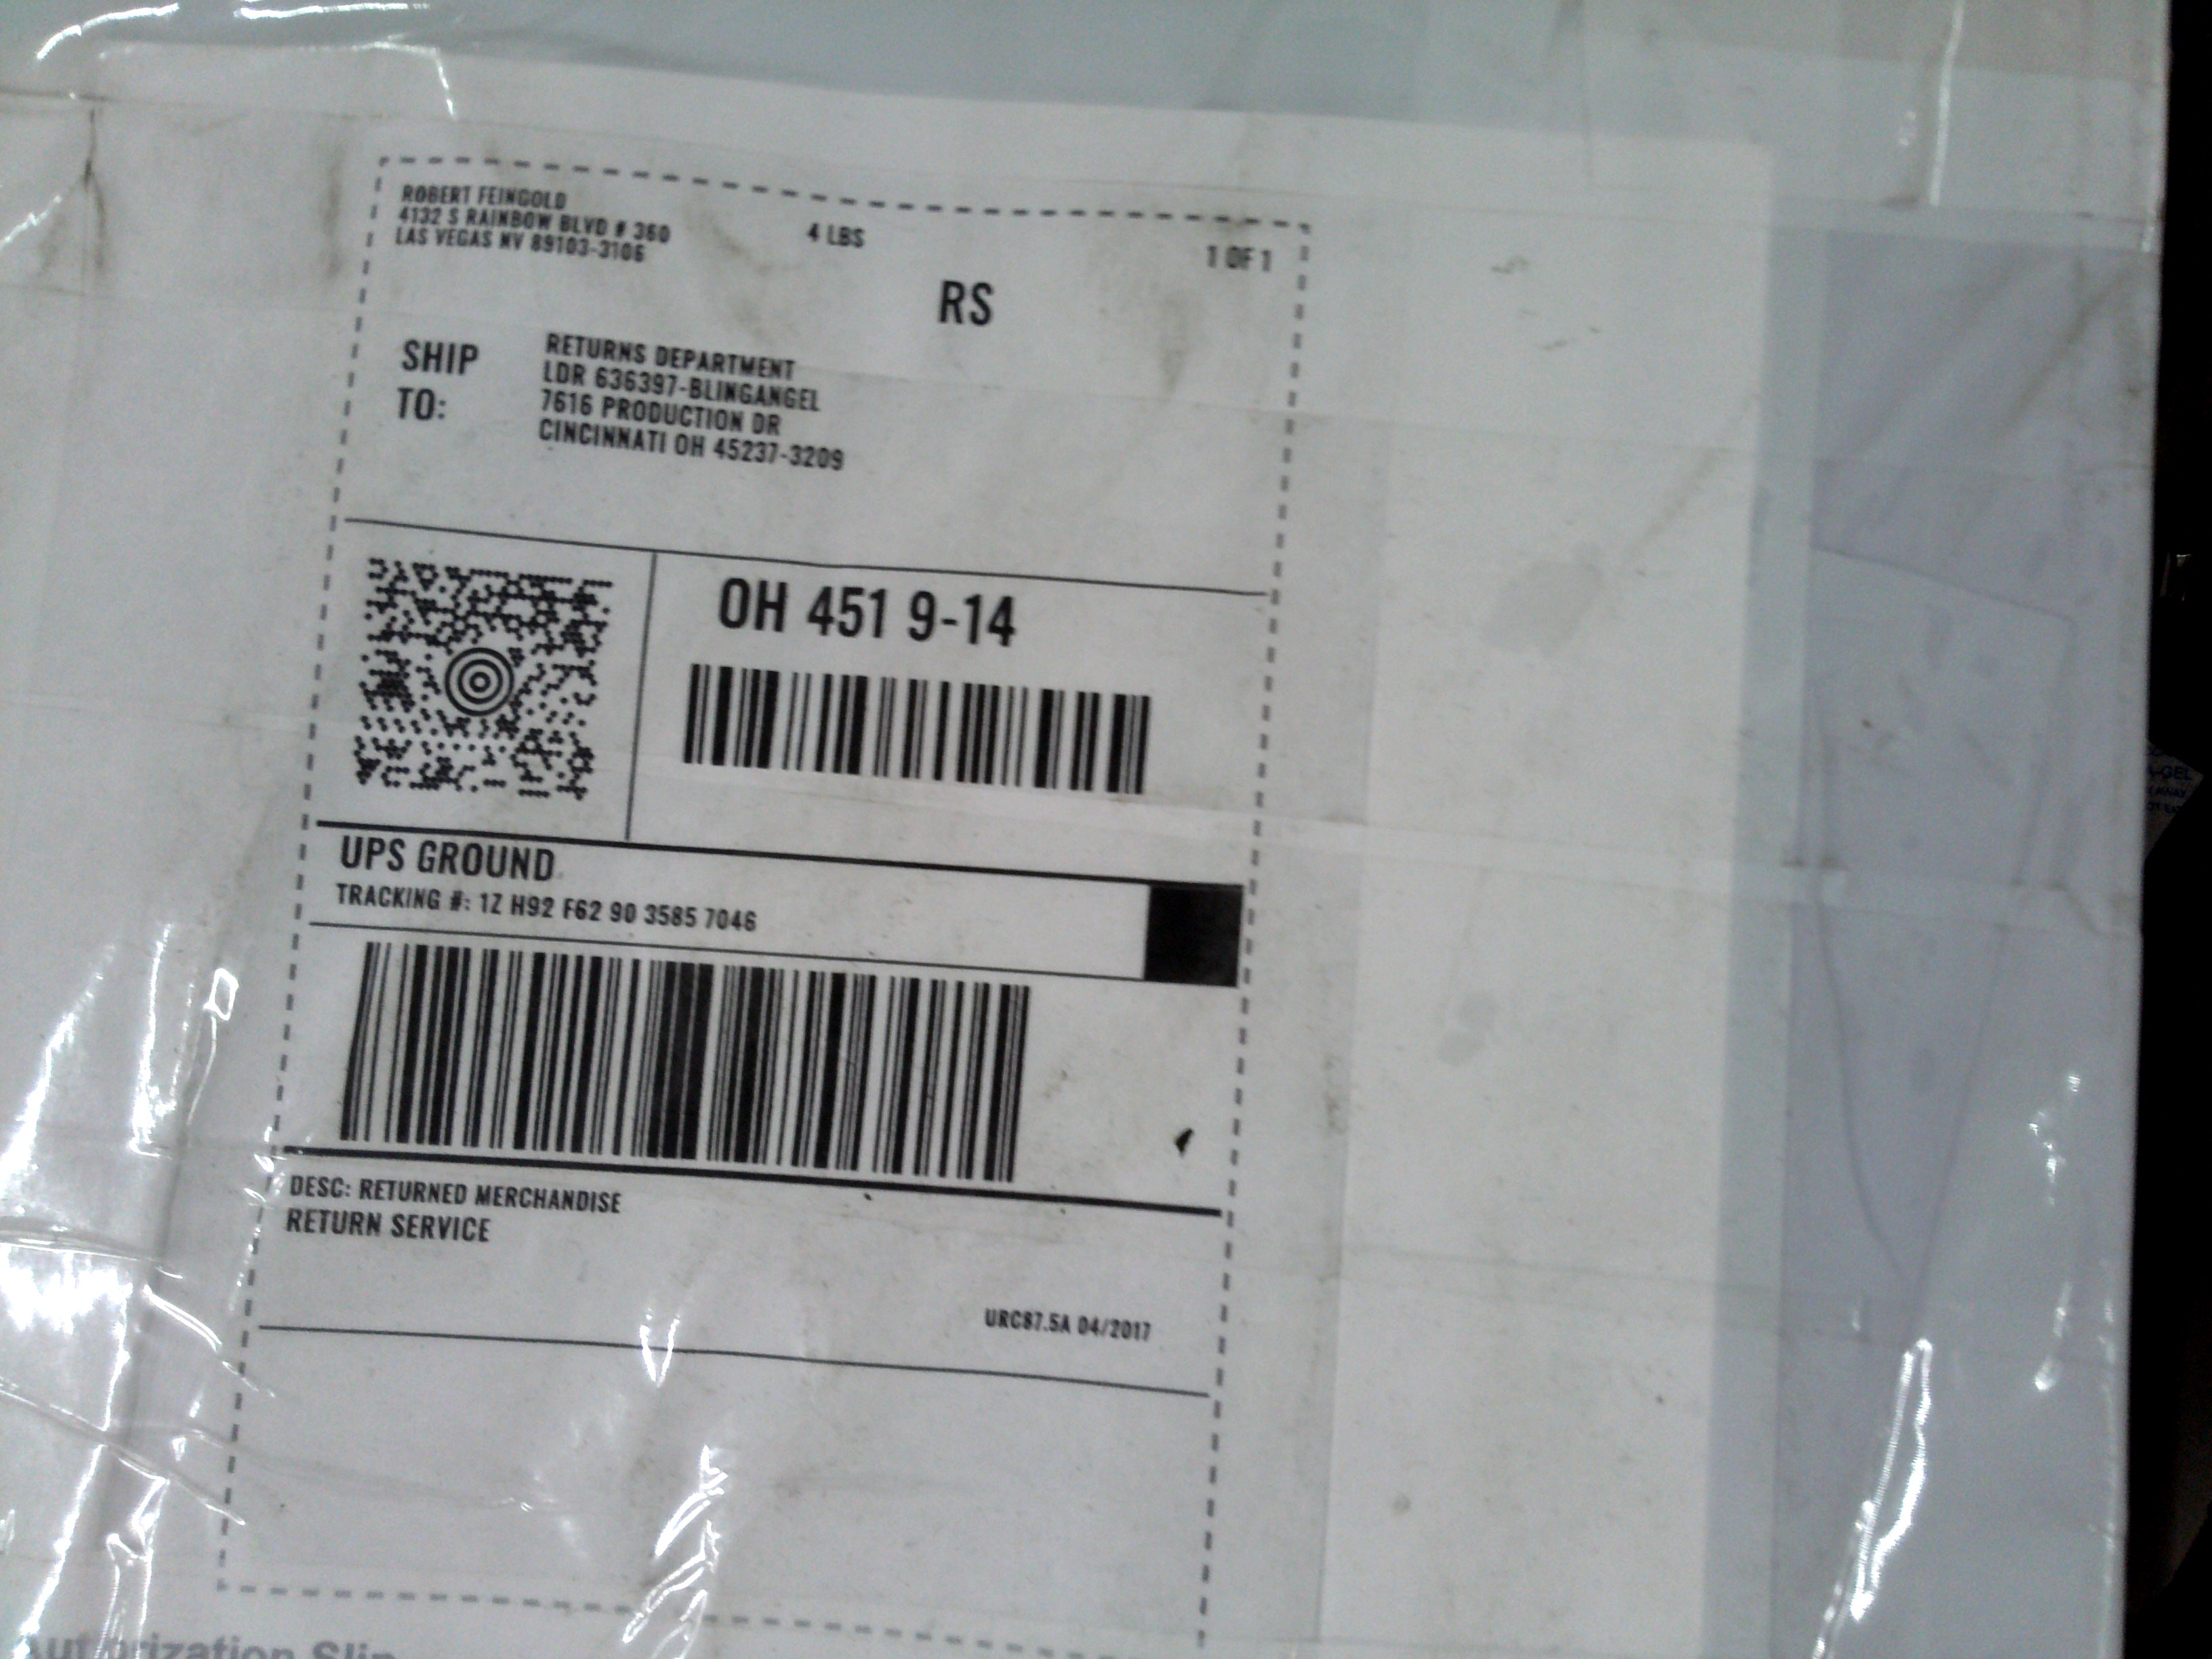 ROBERT FEINGOLD
4132 S RAINBOW BLVD # 360
LAS VEGAS NV 89103-3106
4 LBS
1 OF 1
RS
SHIP
TO:
RETURNS DEPARTMENT
LDR 636397-BLINGANGEL
7616 PRODUCTION DR
CINCINNATI OH 45237-3209
OH 451 9-14
UPS GROUND
TRACKING #: 1Z H92 F62 90 3585 7046
DESC: RETURNED MERCHANDISE
RETURN SERVICE
URC87.5A 04/2017
Autorization Slip